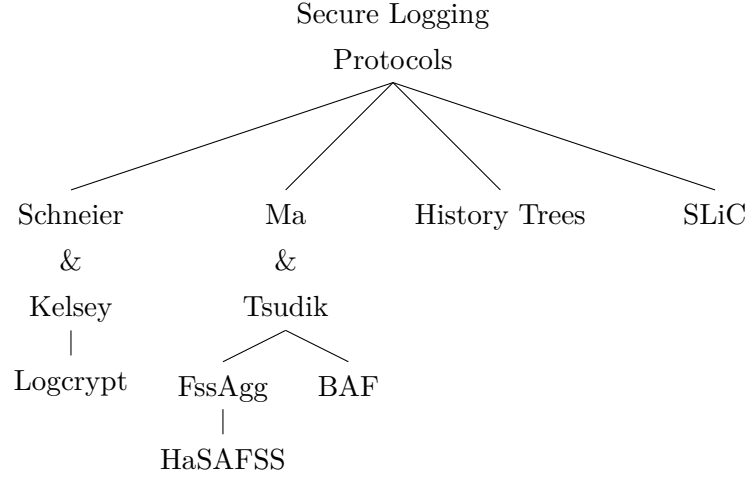 Secure Logging
Protocols
Schneier
&
Kelsey
Ma
&
Tsudik
History Trees
SLiC
Logcrypt
FssAgg
BAF
HaSAFSS